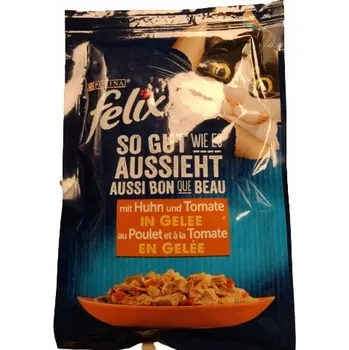 PURINA
felix
SO GUT WIE ES
AUSSIEHT
AUSSI BON QUE BEAU
mit Huhn und Tomate
IN GELEE
au Poulet et à la Tomate
EN GELÉE